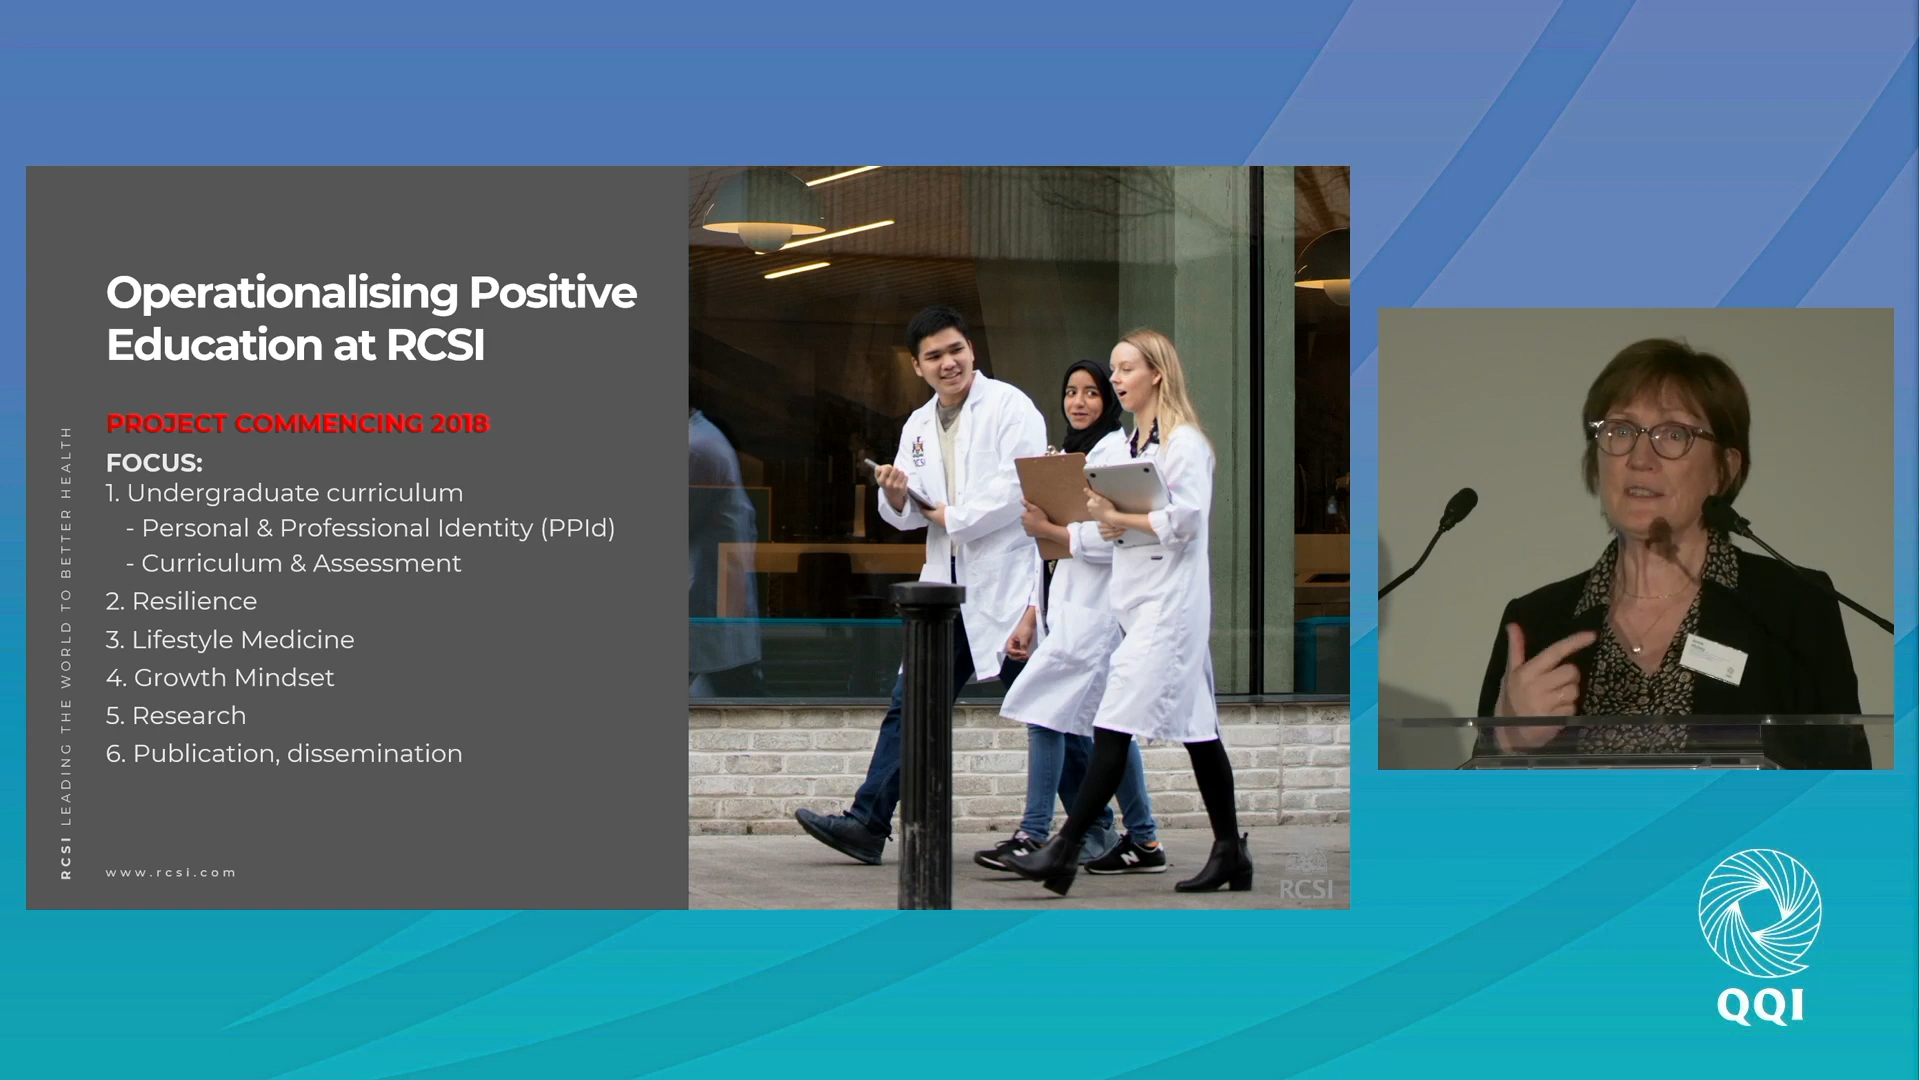 Operationalising Positive
Education at RCSI
PROJECT COMMENCING 2018
FOCUS:
1. Undergraduate curriculum
- Personal & Professional Identity (PPId)
- Curriculum & Assessment
2. Resilience
3. Lifestyle Medicine
4. Growth Mindset
5. Research
6. Publication, dissemination
RCSI LEADING THE WORLD TO BETTER HEALTH
www.rcsi.com
RCSI
RCSI
QQI